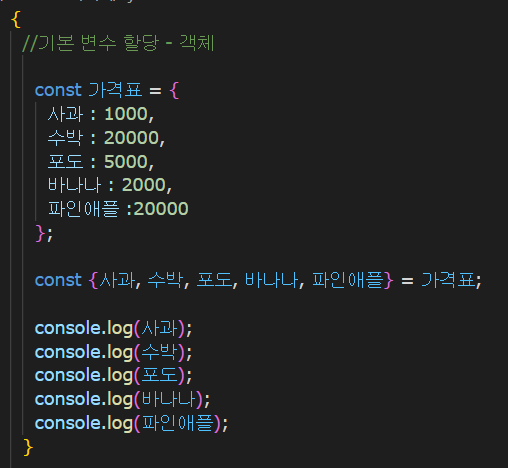 {
//기본 변수 할당 - 객체
const 가격표 = {
사과 : 1000,
수박 : 20000,
포도 : 5000,
바나나 : 2000,
파인애플 :20000
};
const {사과, 수박, 포도, 바나나, 파인애플} = 가격표;
console.log(사과);
console.log(수박);
console.log(포도);
console.log(바나나);
console.log(파인애플);
}